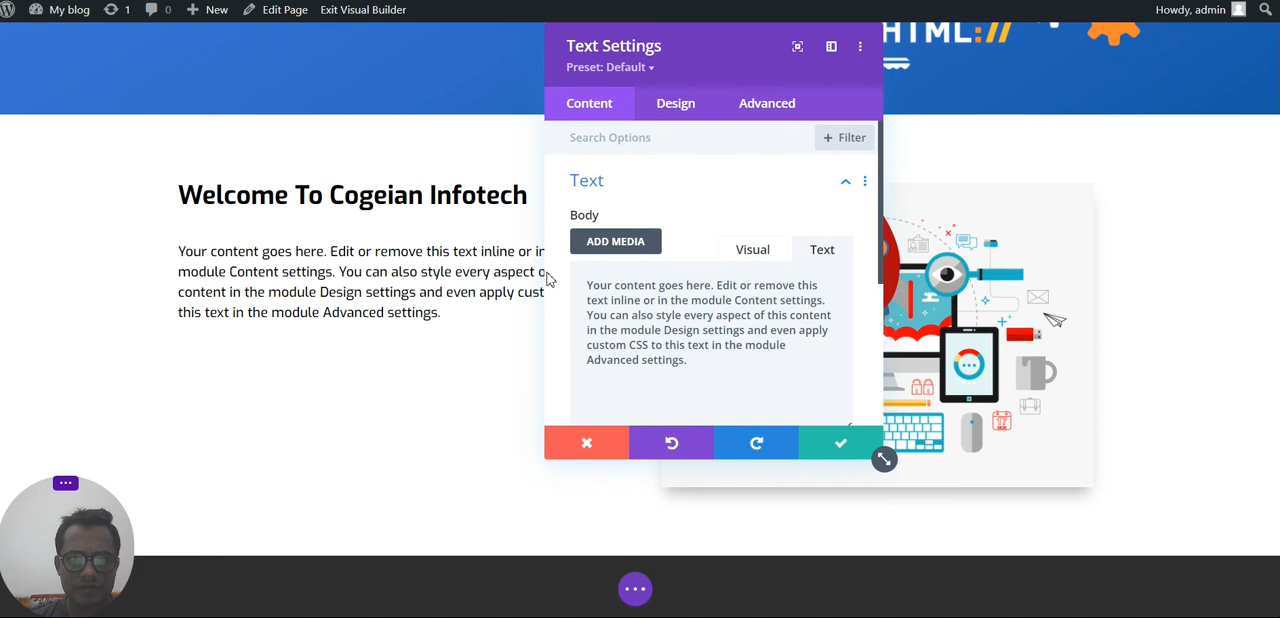 My blog 1 0 New Edit Page Exit Visual Builder Howdy, admin
HTML://
Text Settings
Preset: Default
Content Design Advanced
Search Options + Filter
Text
Body
ADD MEDIA Visual Text
Your content goes here. Edit or remove this
text inline or in the module Content settings.
You can also style every aspect of this content
in the module Design settings and even apply
custom CSS to this text in the module
Advanced settings.
Welcome To Cogeian Infotech
Your content goes here. Edit or remove this text inline or in
module Content settings. You can also style every aspect o
content in the module Design settings and even apply cust
this text in the module Advanced settings.
17